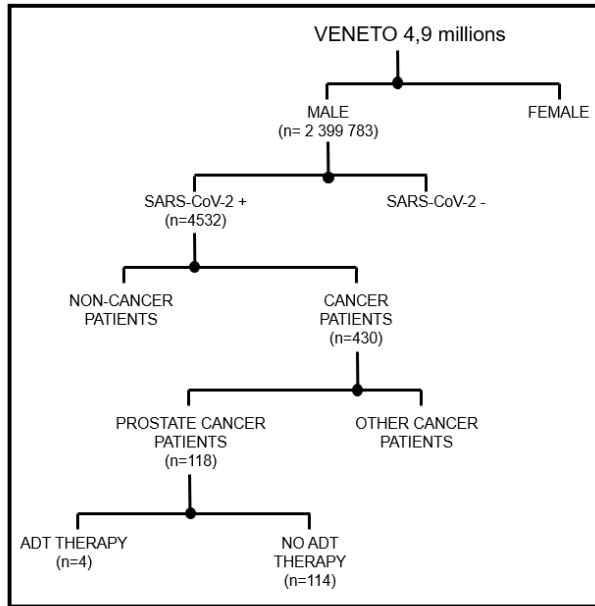 VENETO 4,9 millions
MALE
(n= 2 399 783)
FEMALE
SARS-CoV-2 +
(n=4532)
SARS-CoV-2 -
NON-CANCER
PATIENTS
CANCER
PATIENTS
(n=430)
PROSTATE CANCER
PATIENTS
(n=118)
OTHER CANCER
PATIENTS
ADT THERAPY
(n=4)
NO ADT
THERAPY
(n=114)